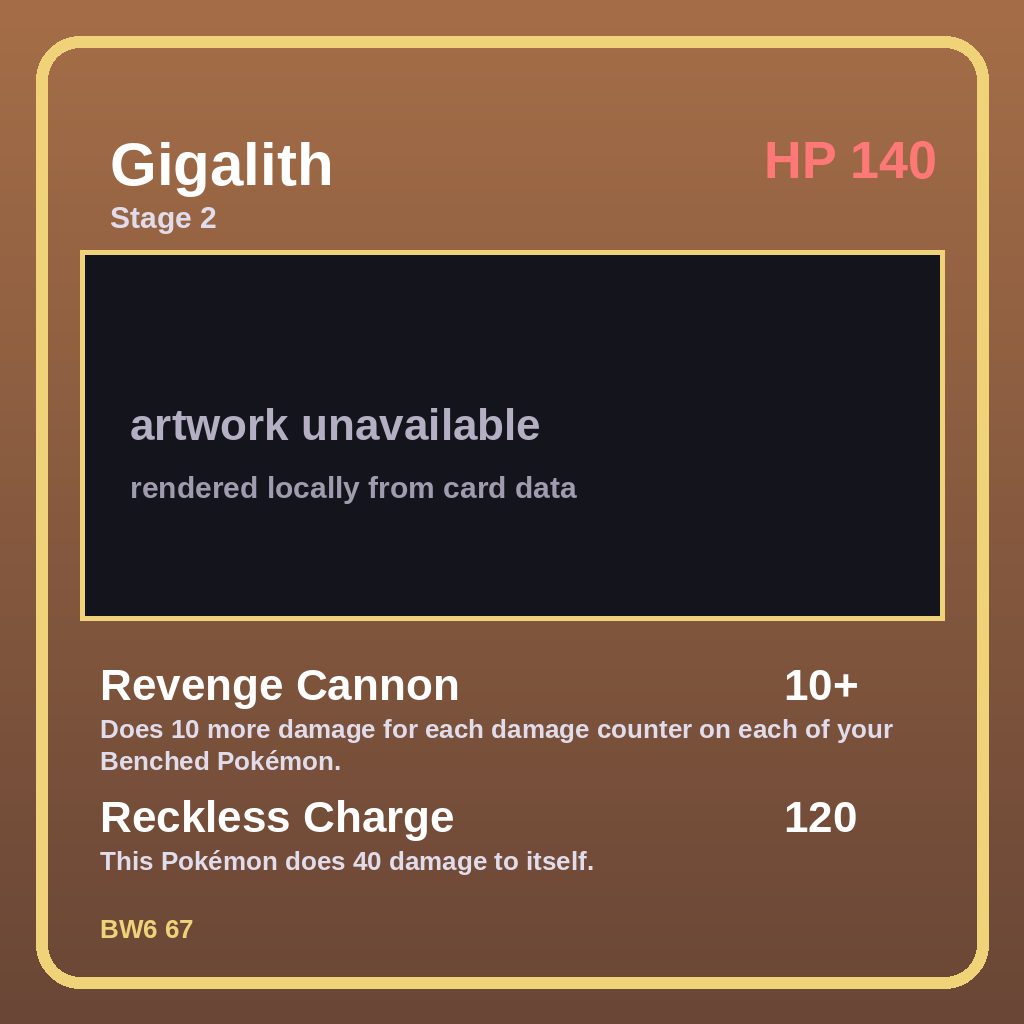 Gigalith
HP 140
Stage 2
artwork unavailable
rendered locally from card data
Revenge Cannon
10+
Does 10 more damage for each damage counter on each of your
Benched Pokémon.
Reckless Charge
120
This Pokémon does 40 damage to itself.
BW6 67